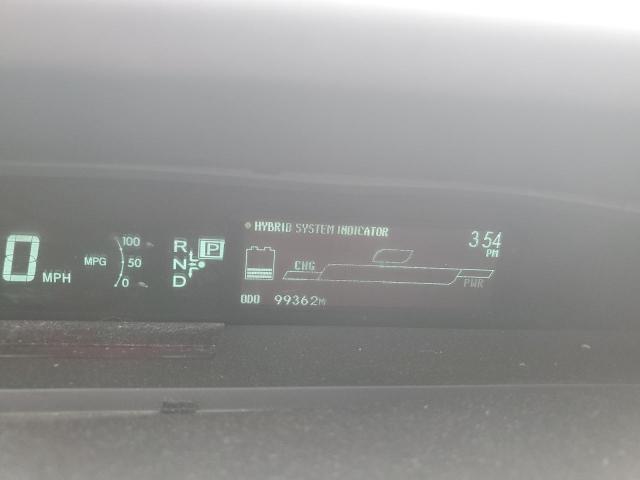 HYBRID SYSTEM INDICATOR
3:54
PM
0 MPH
MPG
100
50
0
R
N
D
P
CHG
PWR
ODO 99362M